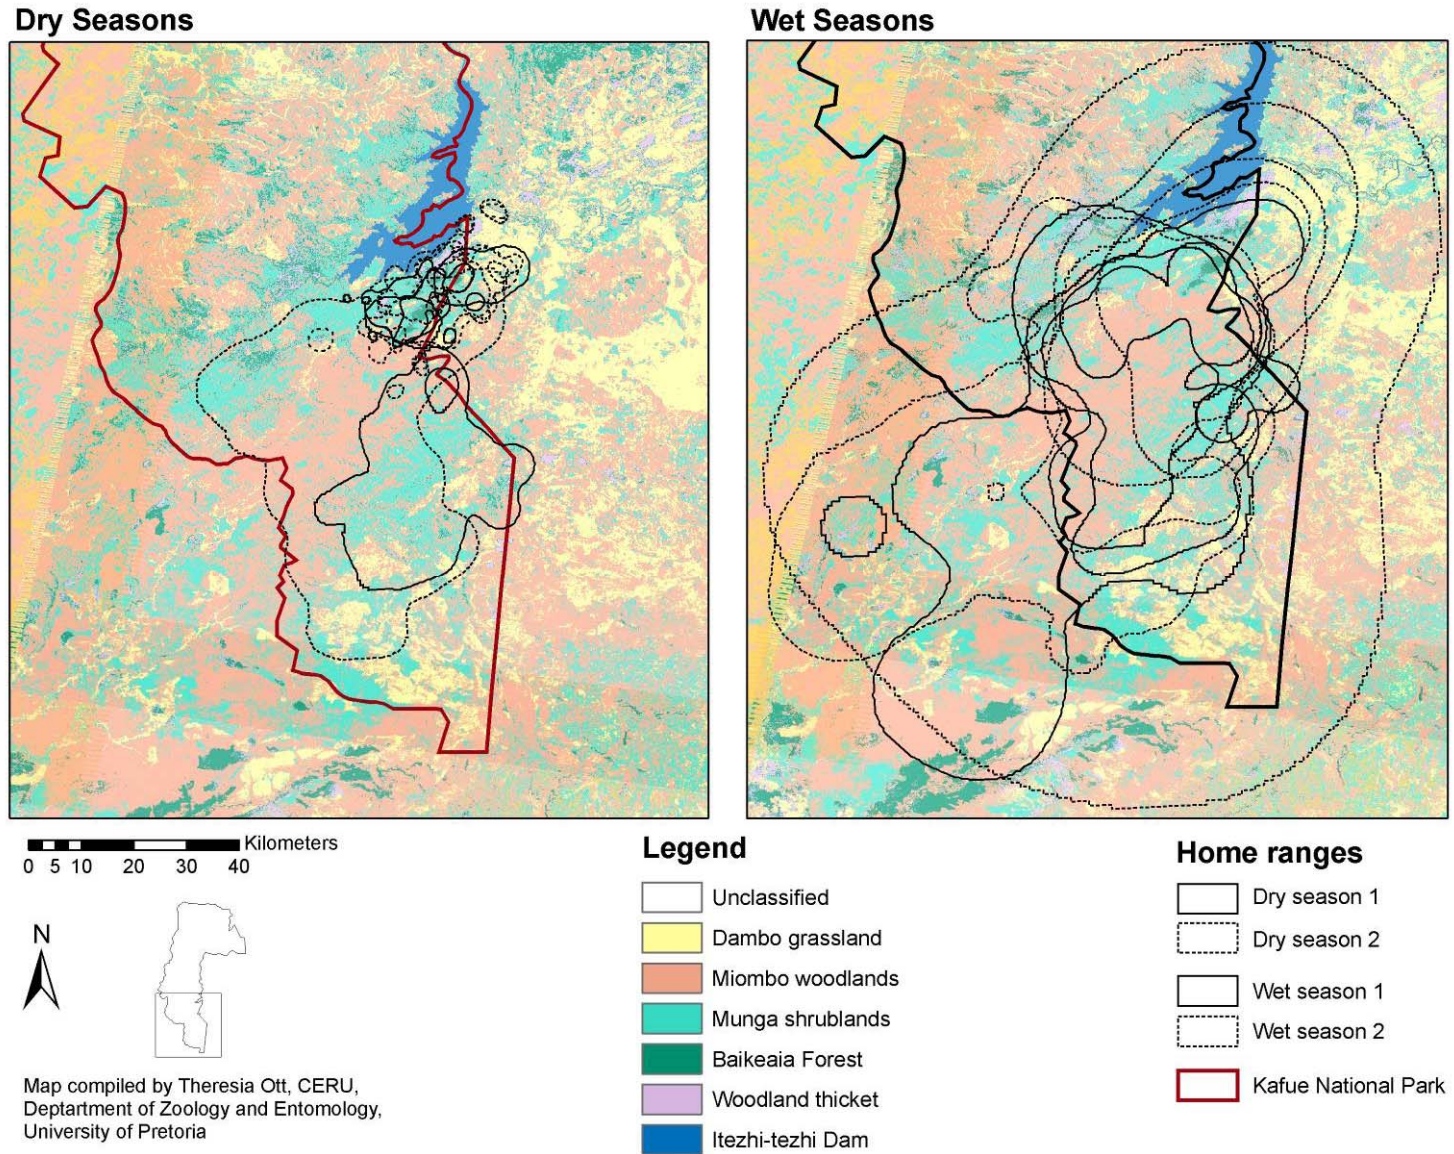 Dry Seasons
Wet Seasons
Kilometers
0 5 10 20 30 40
N
Map compiled by Theresia Ott, CERU,
Deptartment of Zoology and Entomology,
University of Pretoria
Legend
Unclassified
Dambo grassland
Miombo woodlands
Munga shrublands
Baikeaia Forest
Woodland thicket
Itezhi-tezhi Dam
Home ranges
Dry season 1
Dry season 2
Wet season 1
Wet season 2
Kafue National Park